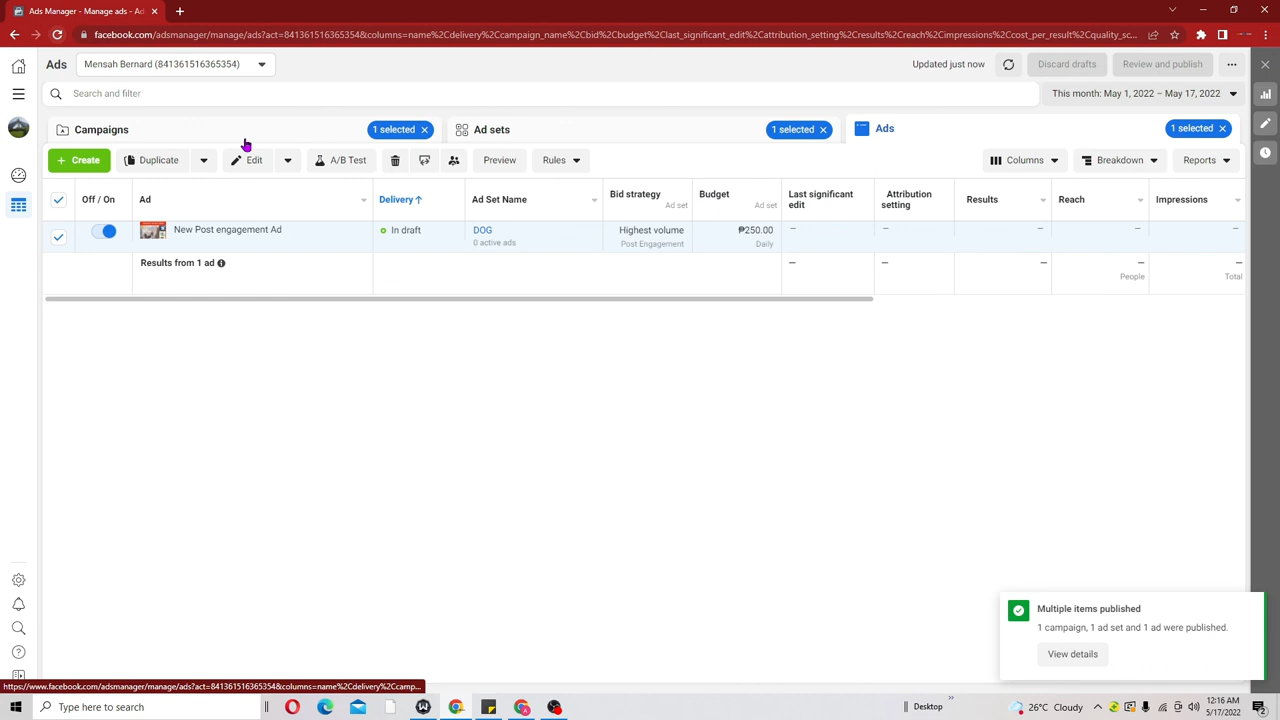 Ads Manager - Manage ads - Ad
facebook.com/adsmanager/manage/ads?act=841361516365354&columns=name%2Cdelivery%2Ccampaign_name%2Cbid%2Cbudget%2Clast_significant_edit%2Cattribution_setting%2Cresults%2Creach%2Cimpressions%2Ccost_per_result%2Cquality_sc...
Ads
Mensah Bernard (841361516365354)
Updated just now
Discard drafts
Review and publish
Search and filter
This month: May 1, 2022 – May 17, 2022
Campaigns
1 selected
Ad sets
1 selected
Ads
1 selected
+ Create
Duplicate
Edit
A/B Test
Preview
Rules
Columns
Breakdown
Reports
Off / On
Ad
Delivery ↑
Ad Set Name
Bid strategy
Ad set
Budget
Ad set
Last significant
edit
Attribution
setting
Results
Reach
Impressions
New Post engagement Ad
In draft
DOG
0 active ads
Highest volume
Post Engagement
₱250.00
Daily
—
—
—
—
—
Results from 1 ad
—
—
—
—
People
—
Total
Multiple items published
1 campaign, 1 ad set and 1 ad were published.
View details
https://www.facebook.com/adsmanager/manage/ads?act=841361516365354&columns=name%2Cdelivery%2Ccamp...
Type here to search
Desktop
26°C Cloudy
12:16 AM
5/17/2022